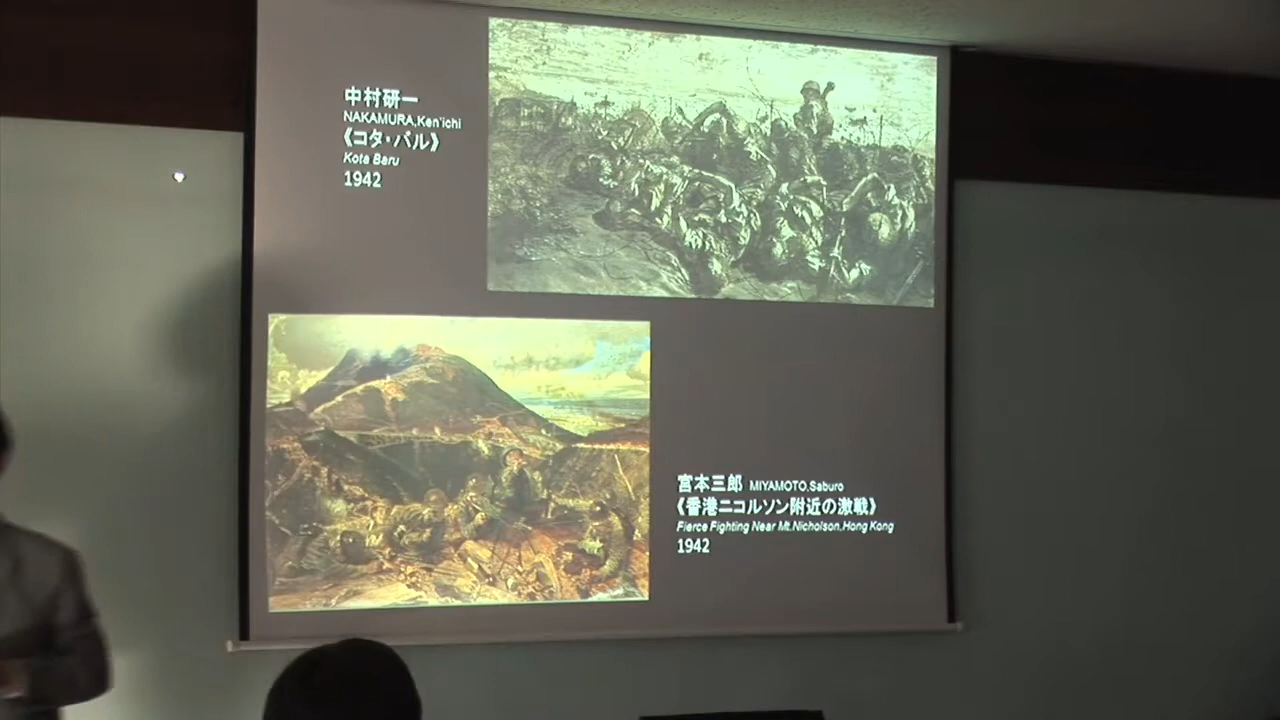 中村研一
NAKAMURA,Ken'ichi
《コタ・バル》
Kota Baru
1942
宮本三郎 MIYAMOTO,Saburo
《香港ニコルソン附近の激戦》
Fierce Fighting Near Mt.Nicholson,Hong Kong
1942